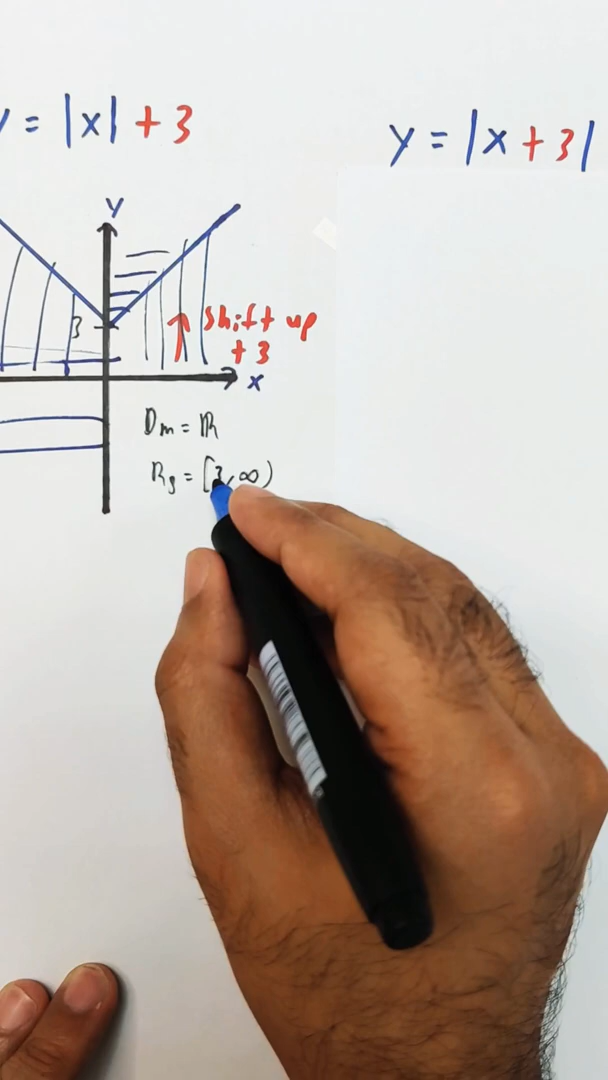 y = |x| + 3
y = |x + 3|
y
3
shift up
+ 3
x
Dm = ℝ
Rg = [3, ∞)